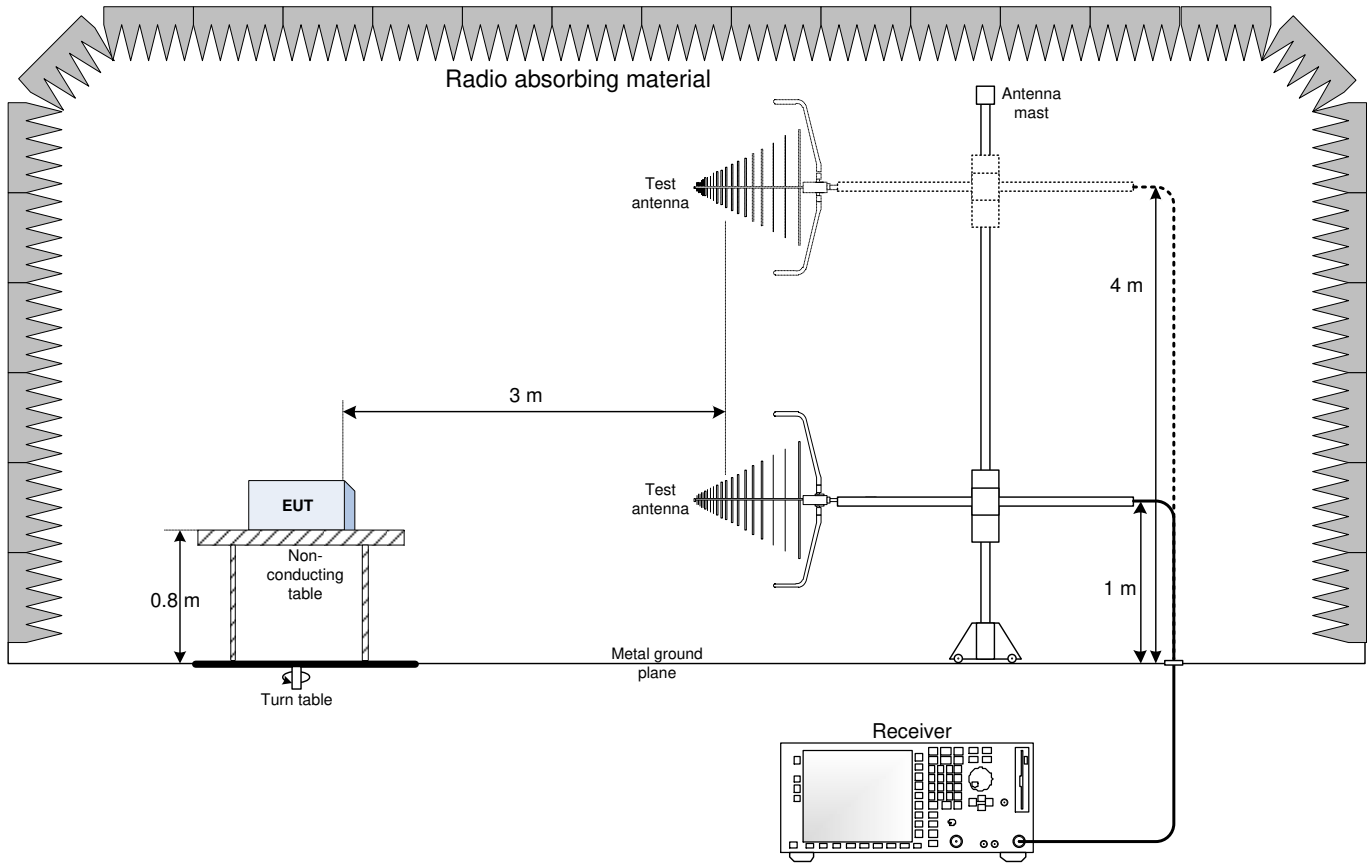 Radio absorbing material
Antenna
mast
Test
antenna
4 m
3 m
Test
antenna
EUT
Non-
conducting
table
0.8 m
1 m
Metal ground
plane
Turn table
Receiver